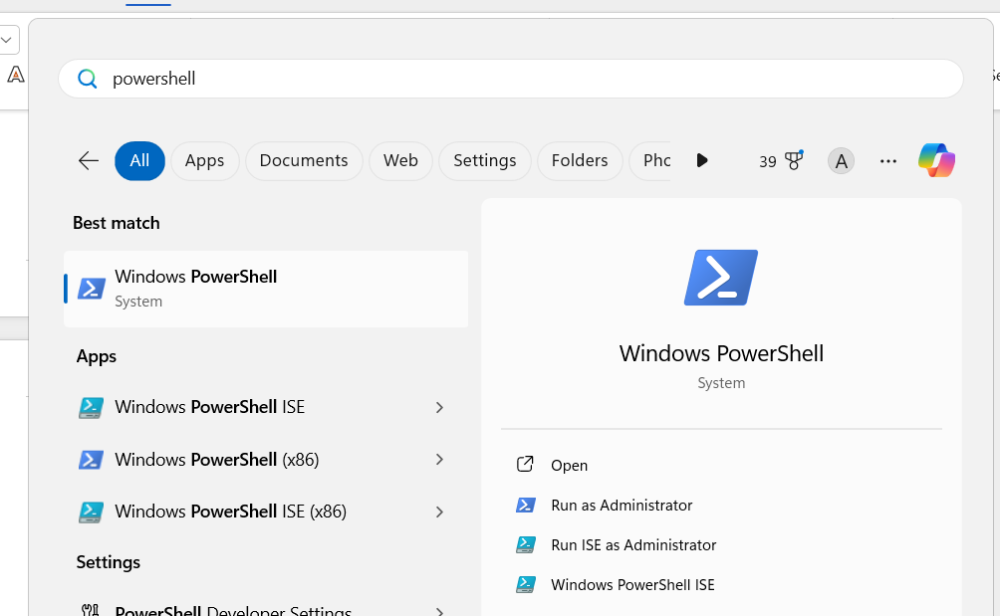 powershell
All
Apps
Documents
Web
Settings
Folders
Phc
39
A
Best match
Windows PowerShell
System
Apps
Windows PowerShell ISE
Windows PowerShell (x86)
Windows PowerShell ISE (x86)
Settings
PowerShell Developer Settings
Windows PowerShell
System
Open
Run as Administrator
Run ISE as Administrator
Windows PowerShell ISE